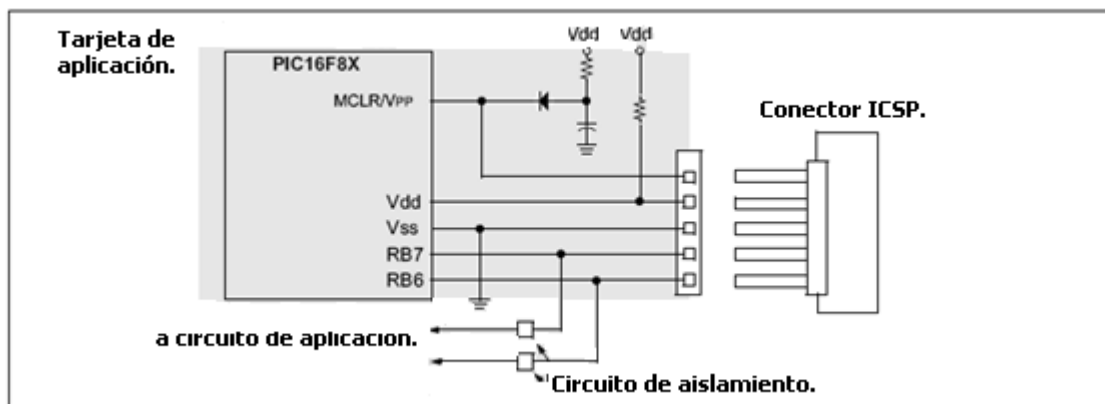 Tarjeta de
aplicación.
PIC16F8X
Vdd Vdd
MCLR/VPP
Conector ICSP.
Vdd
Vss
RB7
RB6
a circuito de aplicacion.
Circuito de aislamiento.